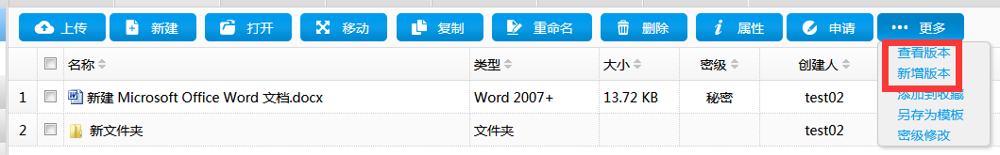 上传 新建 打开 移动 复制 重命名 删除 属性 申请 更多
名称 类型 大小 密级 创建人
查看版本
新增版本
1 新建 Microsoft Office Word 文档.docx Word 2007+ 13.72 KB 秘密 test02
添加到收藏
另存为模板
2 新文件夹 文件夹 test02
密级修改